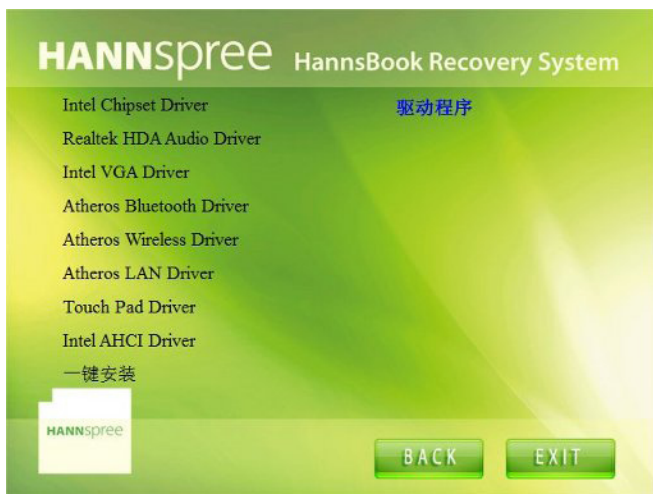 HANNspree HannsBook Recovery System
Intel Chipset Driver
驱动程序
Realtek HDA Audio Driver
Intel VGA Driver
Atheros Bluetooth Driver
Atheros Wireless Driver
Atheros LAN Driver
Touch Pad Driver
Intel AHCI Driver
一键安装
HANNspree
BACK
EXIT